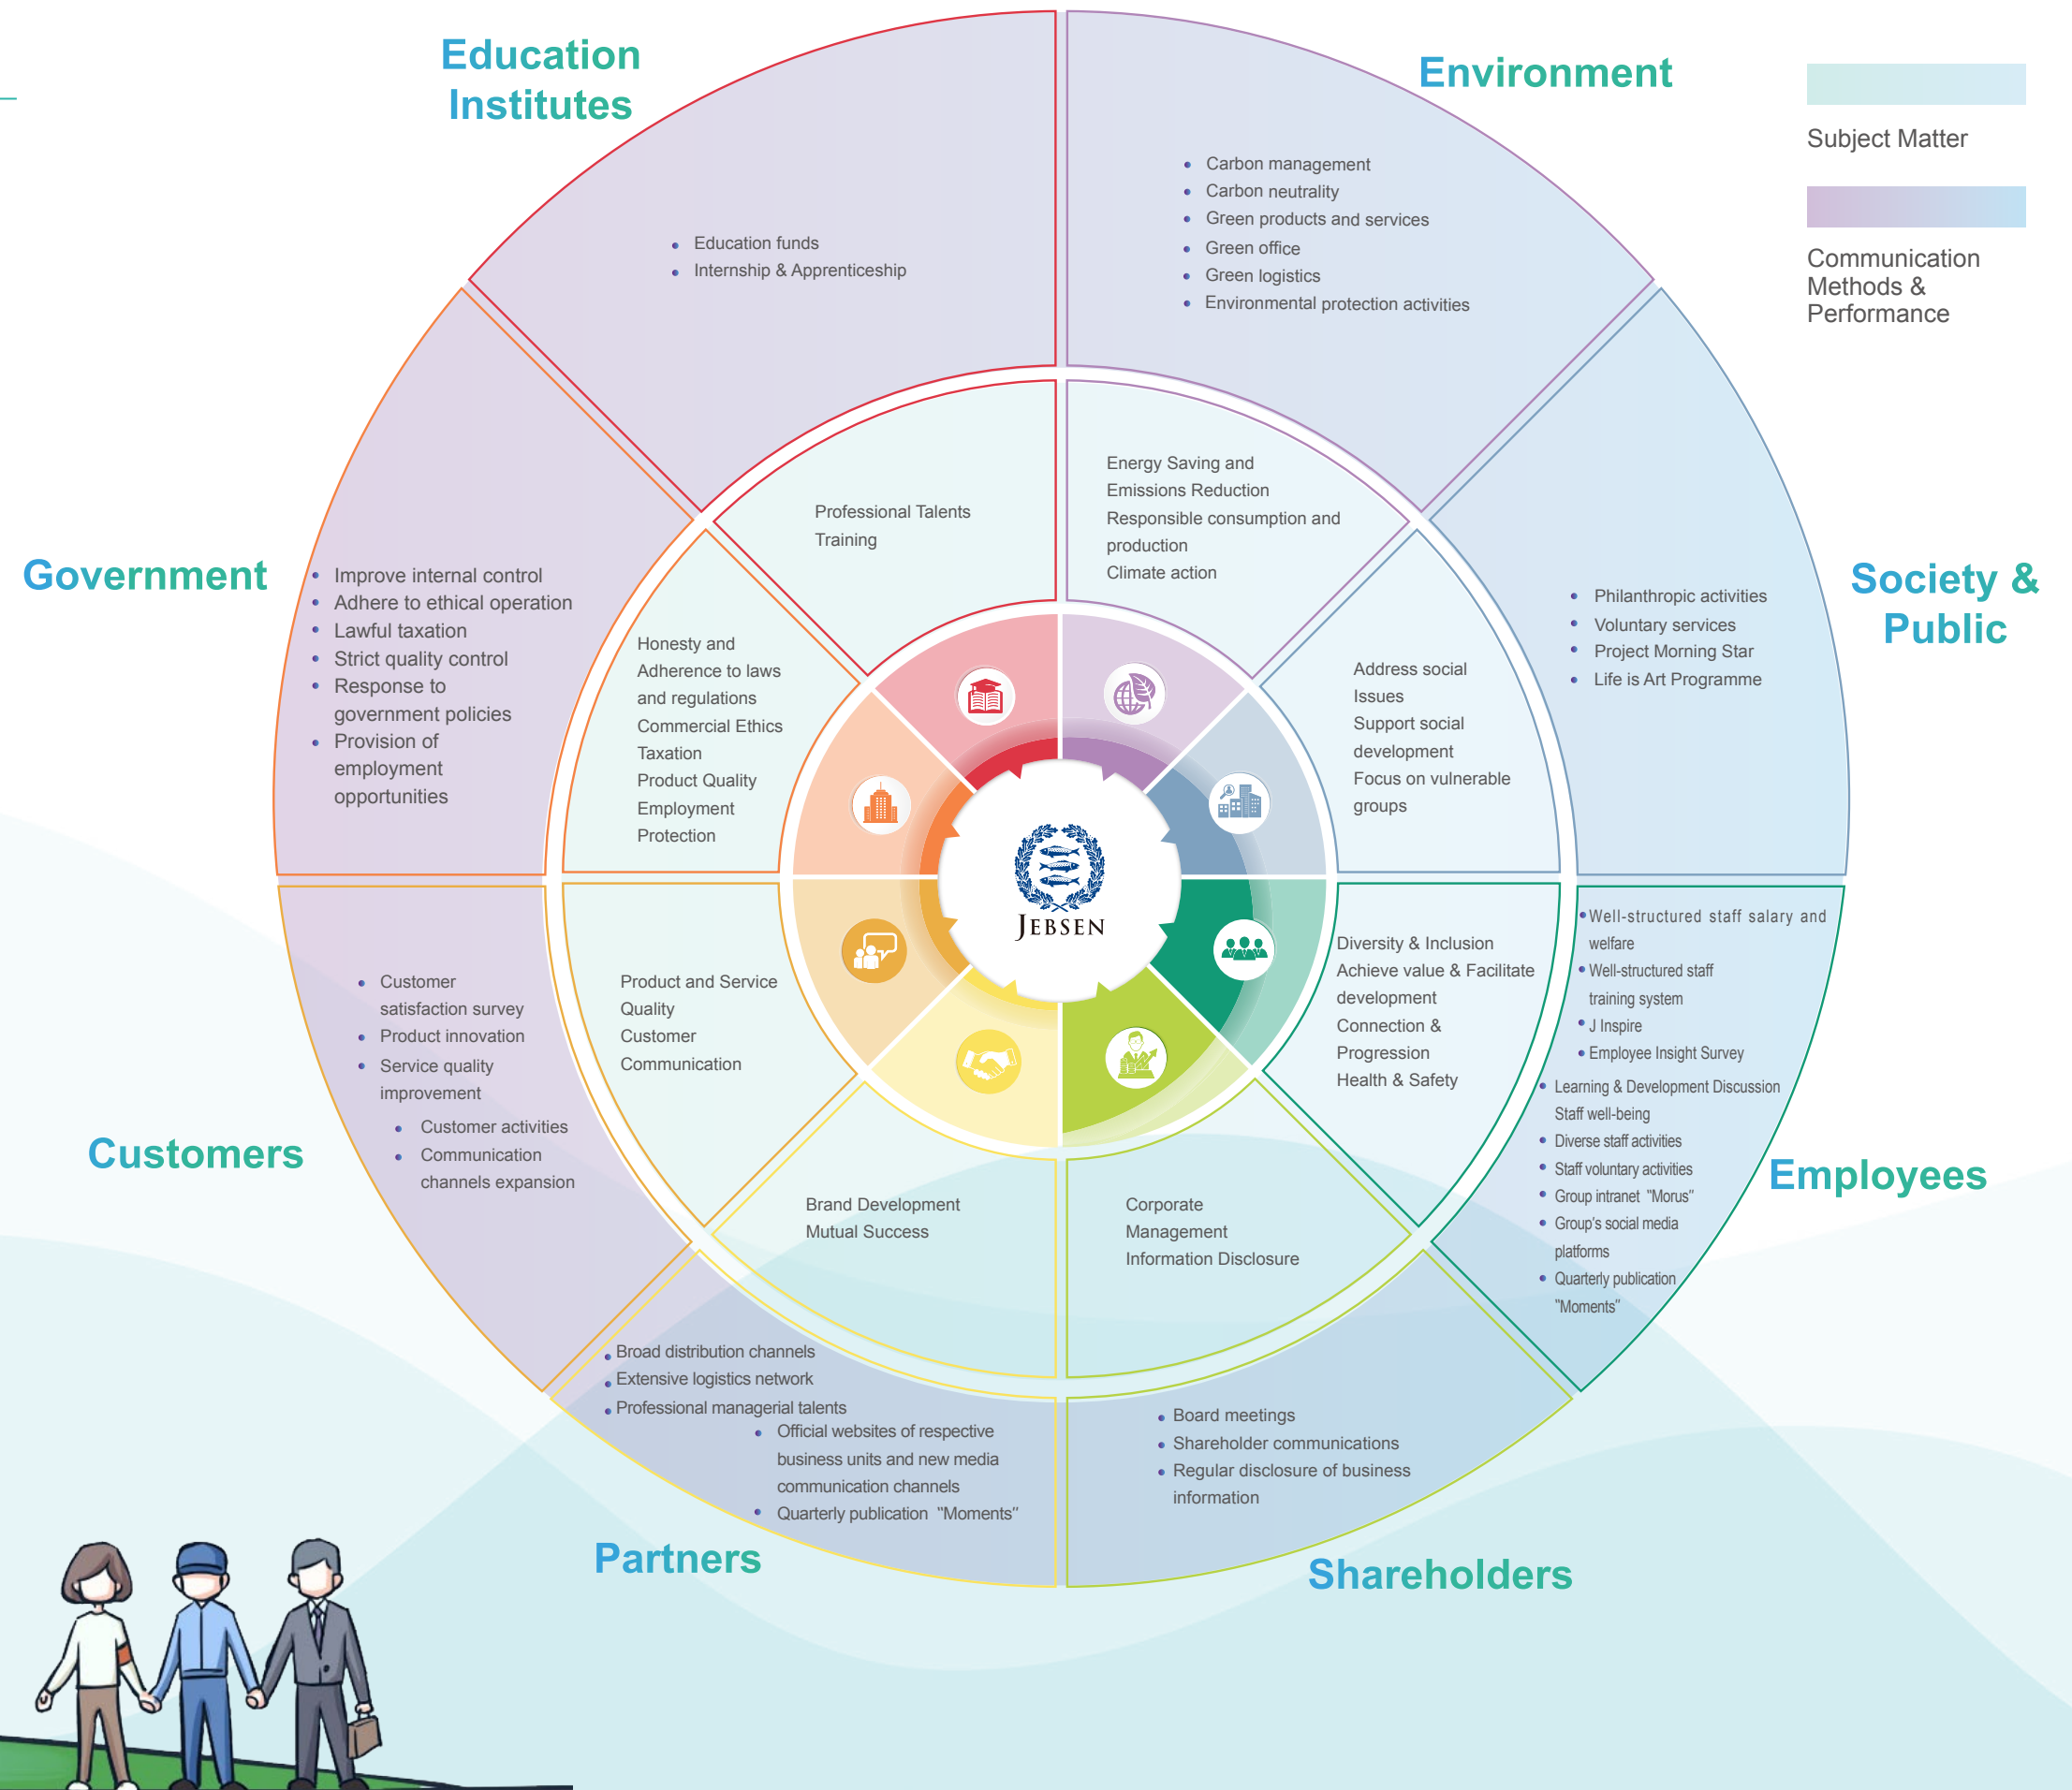 Education
Institutes
Environment
Subject Matter
Communication
Methods &
Performance
• Education funds
• Internship & Apprenticeship
• Carbon management
• Carbon neutrality
• Green products and services
• Green office
• Green logistics
• Environmental protection activities
Professional Talents
Training
Energy Saving and
Emissions Reduction
Responsible consumption and
production
Climate action
Government
• Improve internal control
• Adhere to ethical operation
• Lawful taxation
• Strict quality control
• Response to
government policies
• Provision of
employment
opportunities
Honesty and
Adherence to laws
and regulations
Commercial Ethics
Taxation
Product Quality
Employment
Protection
Address social
Issues
Support social
development
Focus on vulnerable
groups
• Philanthropic activities
• Voluntary services
• Project Morning Star
• Life is Art Programme
Society &
Public
JEBSEN
Customers
• Customer
satisfaction survey
• Product innovation
• Service quality
improvement
• Customer activities
• Communication
channels expansion
Product and Service
Quality
Customer
Communication
Diversity & Inclusion
Achieve value & Facilitate
development
Connection &
Progression
Health & Safety
• Well-structured staff salary and
welfare
• Well-structured staff
training system
• J Inspire
• Employee Insight Survey
• Learning & Development Discussion
Staff well-being
• Diverse staff activities
• Staff voluntary activities
• Group intranet "Morus"
• Group's social media
platforms
• Quarterly publication
"Moments"
Employees
Brand Development
Mutual Success
Corporate
Management
Information Disclosure
• Broad distribution channels
• Extensive logistics network
• Professional managerial talents
• Official websites of respective
business units and new media
communication channels
• Quarterly publication "Moments"
Partners
• Board meetings
• Shareholder communications
• Regular disclosure of business
information
Shareholders